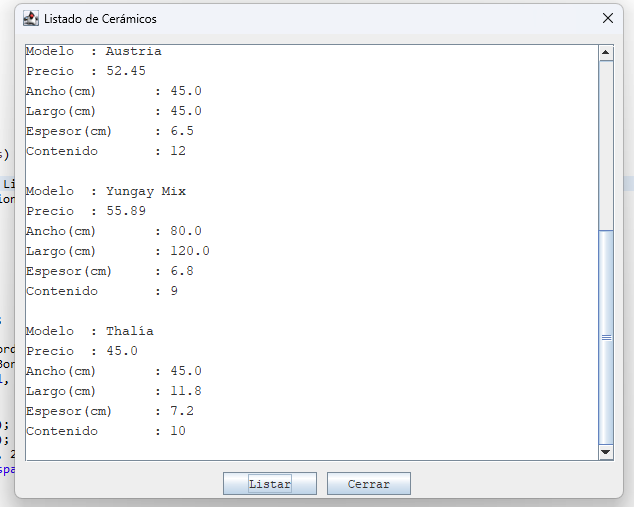 Listado de Cerámicos
Modelo  : Austria
Precio  : 52.45
Ancho(cm)       : 45.0
Largo(cm)       : 45.0
Espesor(cm)     : 6.5
Contenido       : 12
Modelo  : Yungay Mix
Precio  : 55.89
Ancho(cm)       : 80.0
Largo(cm)       : 120.0
Espesor(cm)     : 6.8
Contenido       : 9
Modelo  : Thalía
Precio  : 45.0
Ancho(cm)       : 45.0
Largo(cm)       : 11.8
Espesor(cm)     : 7.2
Contenido       : 10
Listar Cerrar